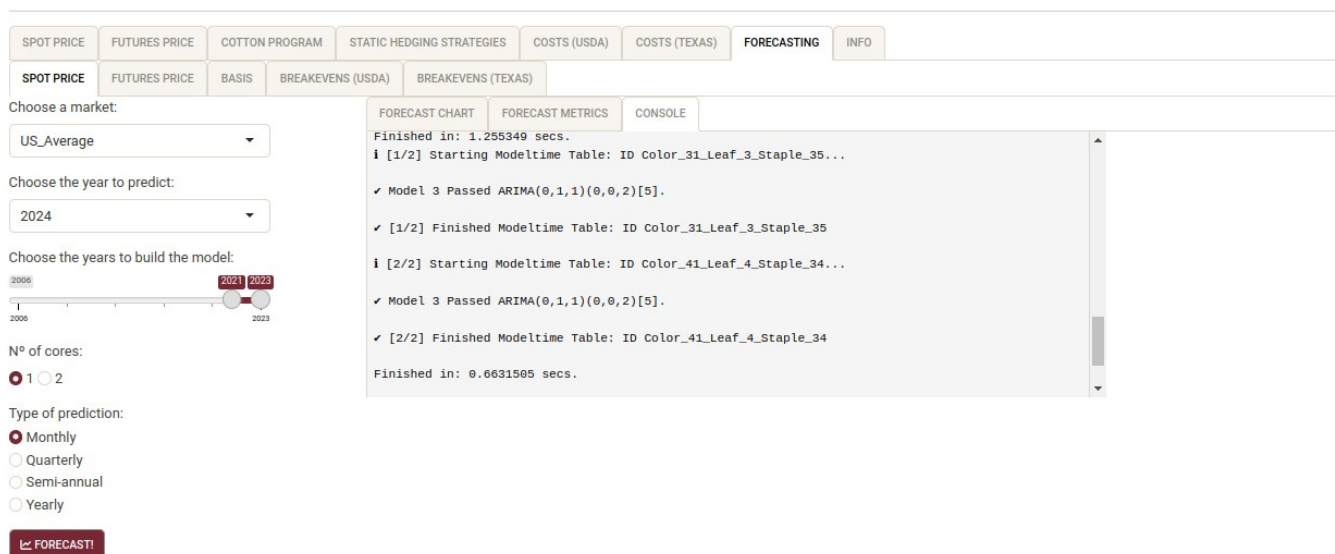 SPOT PRICE FUTURES PRICE COTTON PROGRAM STATIC HEDGING STRATEGIES COSTS (USDA) COSTS (TEXAS) FORECASTING INFO
SPOT PRICE FUTURES PRICE BASIS BREAKEVENS (USDA) BREAKEVENS (TEXAS)
Choose a market:
US_Average
Choose the year to predict:
2024
Choose the years to build the model:
2006 2021 2023
2006 2023
Nº of cores:
1 2
Type of prediction:
Monthly
Quarterly
Semi-annual
Yearly
FORECAST!
FORECAST CHART FORECAST METRICS CONSOLE
Finished in: 1.255349 secs.
ℹ [1/2] Starting Modeltime Table: ID Color_31_Leaf_3_Staple_35...
✔ Model 3 Passed ARIMA(0,1,1)(0,0,2)[5].
✔ [1/2] Finished Modeltime Table: ID Color_31_Leaf_3_Staple_35
ℹ [2/2] Starting Modeltime Table: ID Color_41_Leaf_4_Staple_34...
✔ Model 3 Passed ARIMA(0,1,1)(0,0,2)[5].
✔ [2/2] Finished Modeltime Table: ID Color_41_Leaf_4_Staple_34
Finished in: 0.6631505 secs.